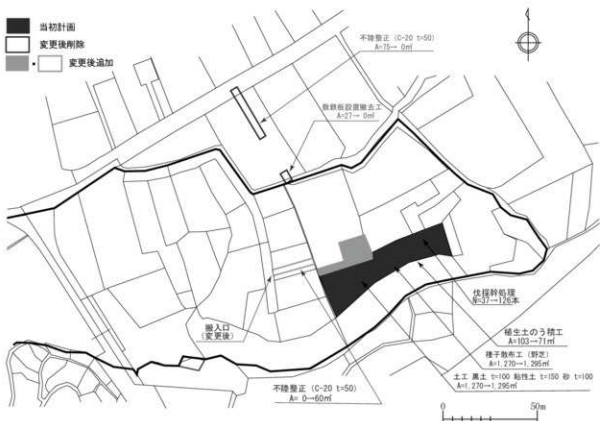 当初計画
変更後削除
・ 変更後追加
不陸整正 (C-20 t=50)
A=75→ 0㎡
敷鉄板設置撤去工
A=27→ 0㎡
搬入口
(変更後)
伐採幹処理
N=37→126本
植生土のう積工
A=103→71㎡
種子散布工 (野芝)
A=1,270→1,295㎡
土工 黒土 t=100 粘性土 t=150 砂 t=100
A=1,270→1,295㎡
不陸整正 (C-20 t=50)
A= 0→60㎡
0 50m